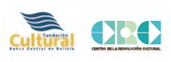 Fundación
Cultural
Banco Central de Bolivia
CRC
CENTRO DE LA REVOLUCIÓN CULTURAL